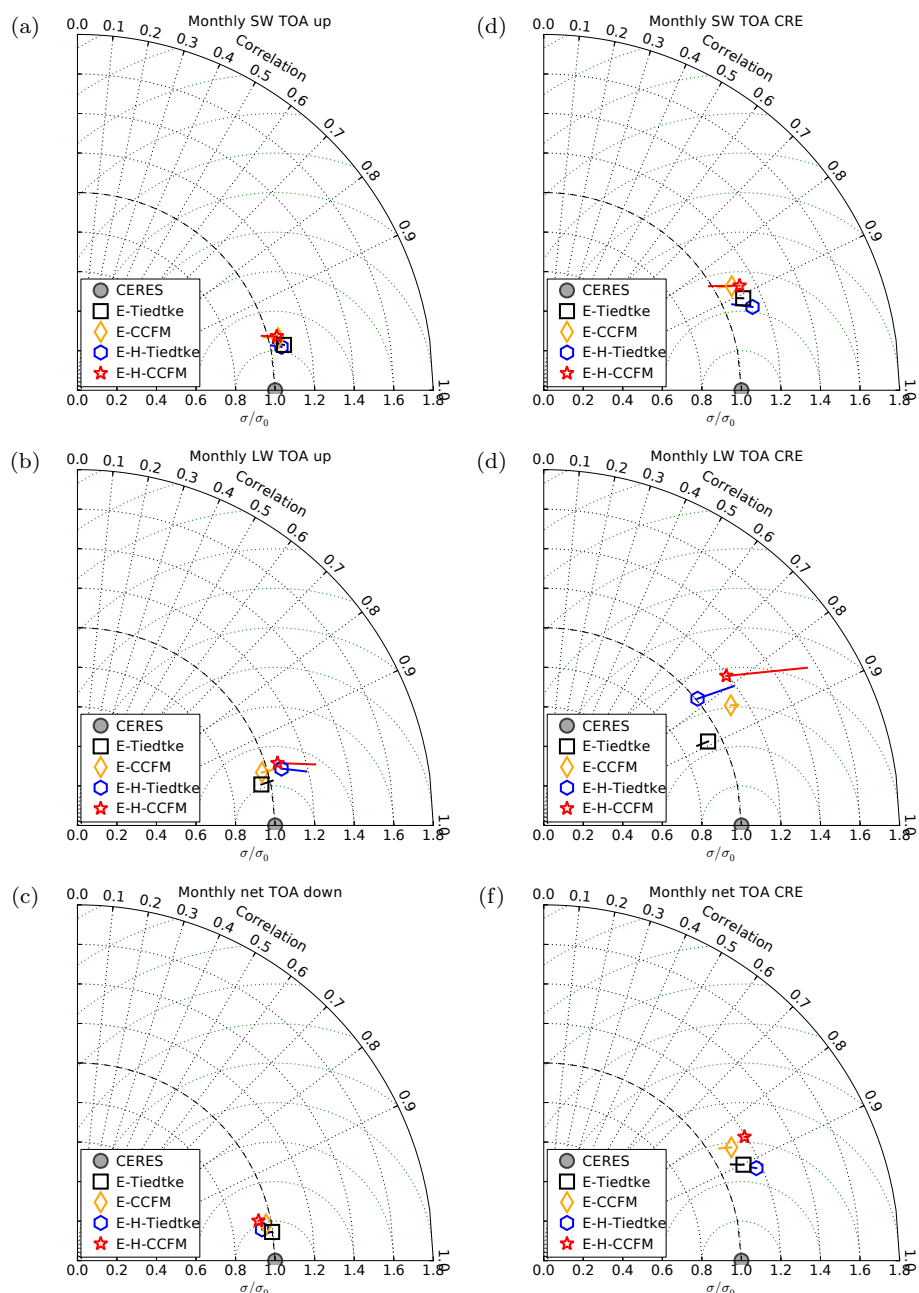 (a)
Monthly SW TOA up
0.0
0.1
0.2
0.3
0.4
0.5
0.6
0.7
0.8
0.9
1.0
Correlation
CERES
E-Tiedtke
E-CCFM
E-H-Tiedtke
E-H-CCFM
0.0 0.2 0.4 0.6 0.8 1.0 1.2 1.4 1.6 1.8
σ/σ₀
(d)
Monthly SW TOA CRE
0.0
0.1
0.2
0.3
0.4
0.5
0.6
0.7
0.8
0.9
1.0
Correlation
CERES
E-Tiedtke
E-CCFM
E-H-Tiedtke
E-H-CCFM
0.0 0.2 0.4 0.6 0.8 1.0 1.2 1.4 1.6 1.8
σ/σ₀
(b)
Monthly LW TOA up
0.0
0.1
0.2
0.3
0.4
0.5
0.6
0.7
0.8
0.9
1.0
Correlation
CERES
E-Tiedtke
E-CCFM
E-H-Tiedtke
E-H-CCFM
0.0 0.2 0.4 0.6 0.8 1.0 1.2 1.4 1.6 1.8
σ/σ₀
(d)
Monthly LW TOA CRE
0.0
0.1
0.2
0.3
0.4
0.5
0.6
0.7
0.8
0.9
1.0
Correlation
CERES
E-Tiedtke
E-CCFM
E-H-Tiedtke
E-H-CCFM
0.0 0.2 0.4 0.6 0.8 1.0 1.2 1.4 1.6 1.8
σ/σ₀
(c)
Monthly net TOA down
0.0
0.1
0.2
0.3
0.4
0.5
0.6
0.7
0.8
0.9
1.0
Correlation
CERES
E-Tiedtke
E-CCFM
E-H-Tiedtke
E-H-CCFM
0.0 0.2 0.4 0.6 0.8 1.0 1.2 1.4 1.6 1.8
σ/σ₀
(f)
Monthly net TOA CRE
0.0
0.1
0.2
0.3
0.4
0.5
0.6
0.7
0.8
0.9
1.0
Correlation
CERES
E-Tiedtke
E-CCFM
E-H-Tiedtke
E-H-CCFM
0.0 0.2 0.4 0.6 0.8 1.0 1.2 1.4 1.6 1.8
σ/σ₀